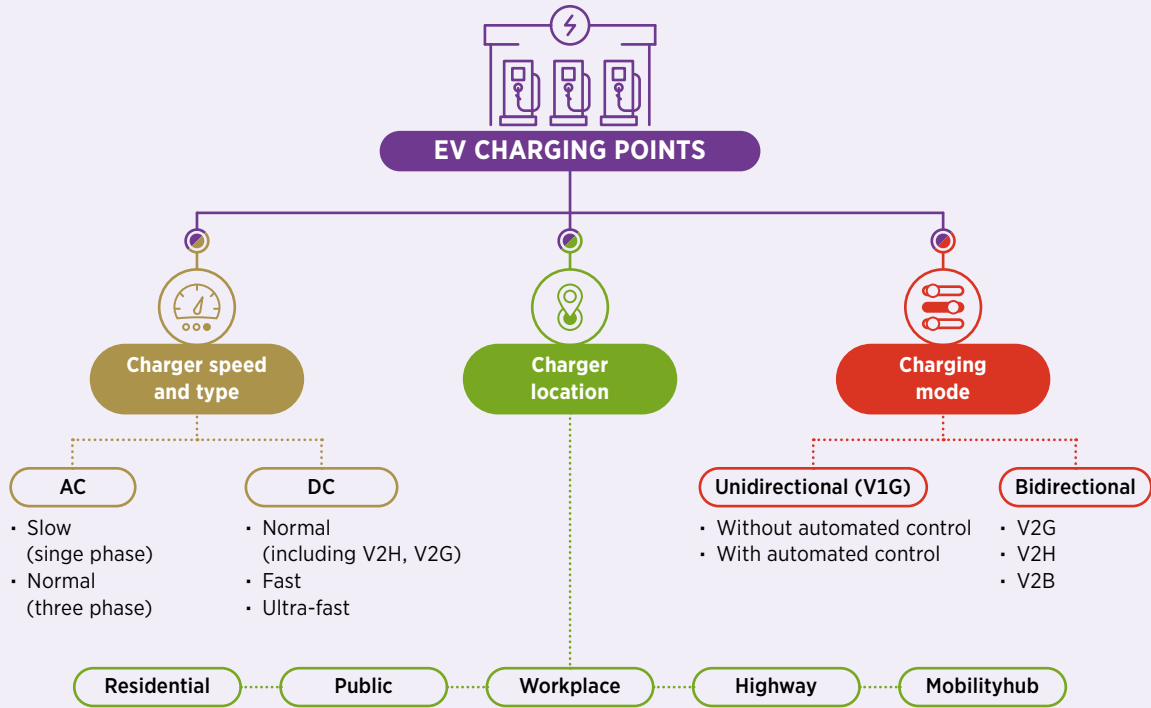 EV CHARGING POINTS
Charger speed
and type
Charger
location
Charging
mode
AC
· Slow
(singe phase)
· Normal
(three phase)
DC
· Normal
(including V2H, V2G)
· Fast
· Ultra-fast
Unidirectional (V1G)
· Without automated control
· With automated control
Bidirectional
· V2G
· V2H
· V2B
Residential
Public
Workplace
Highway
Mobilityhub